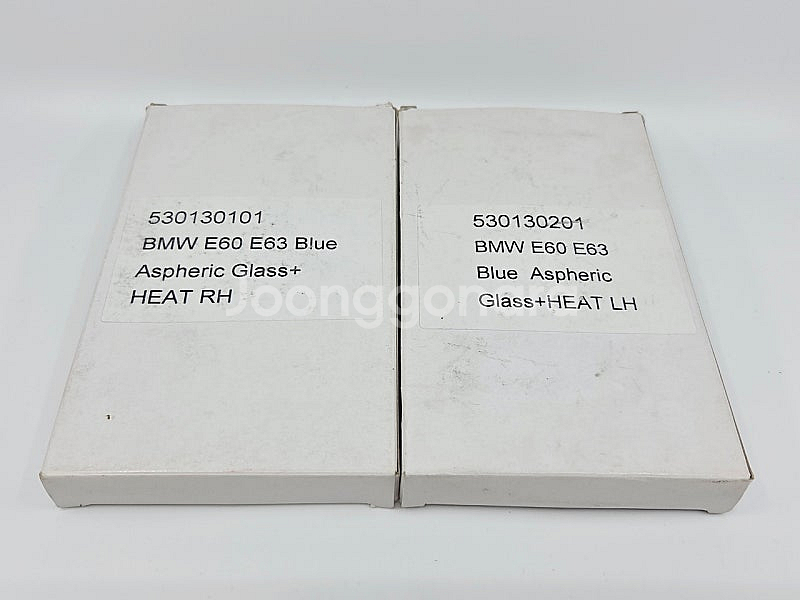 530130101
BMW E60 E63 Blue
Aspheric Glass+
HEAT RH
530130201
BMW E60 E63
Blue Aspheric
Glass+HEAT LH
Joonggonara